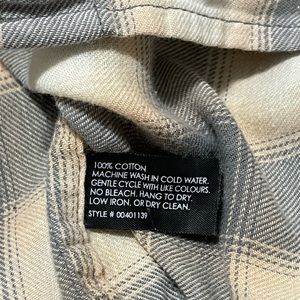 100% COTTON
MACHINE WASH IN COLD WATER.
GENTLE CYCLE WITH LIKE COLOURS.
NO BLEACH. HANG TO DRY.
LOW IRON. OR DRY CLEAN.
STYLE # 00401139